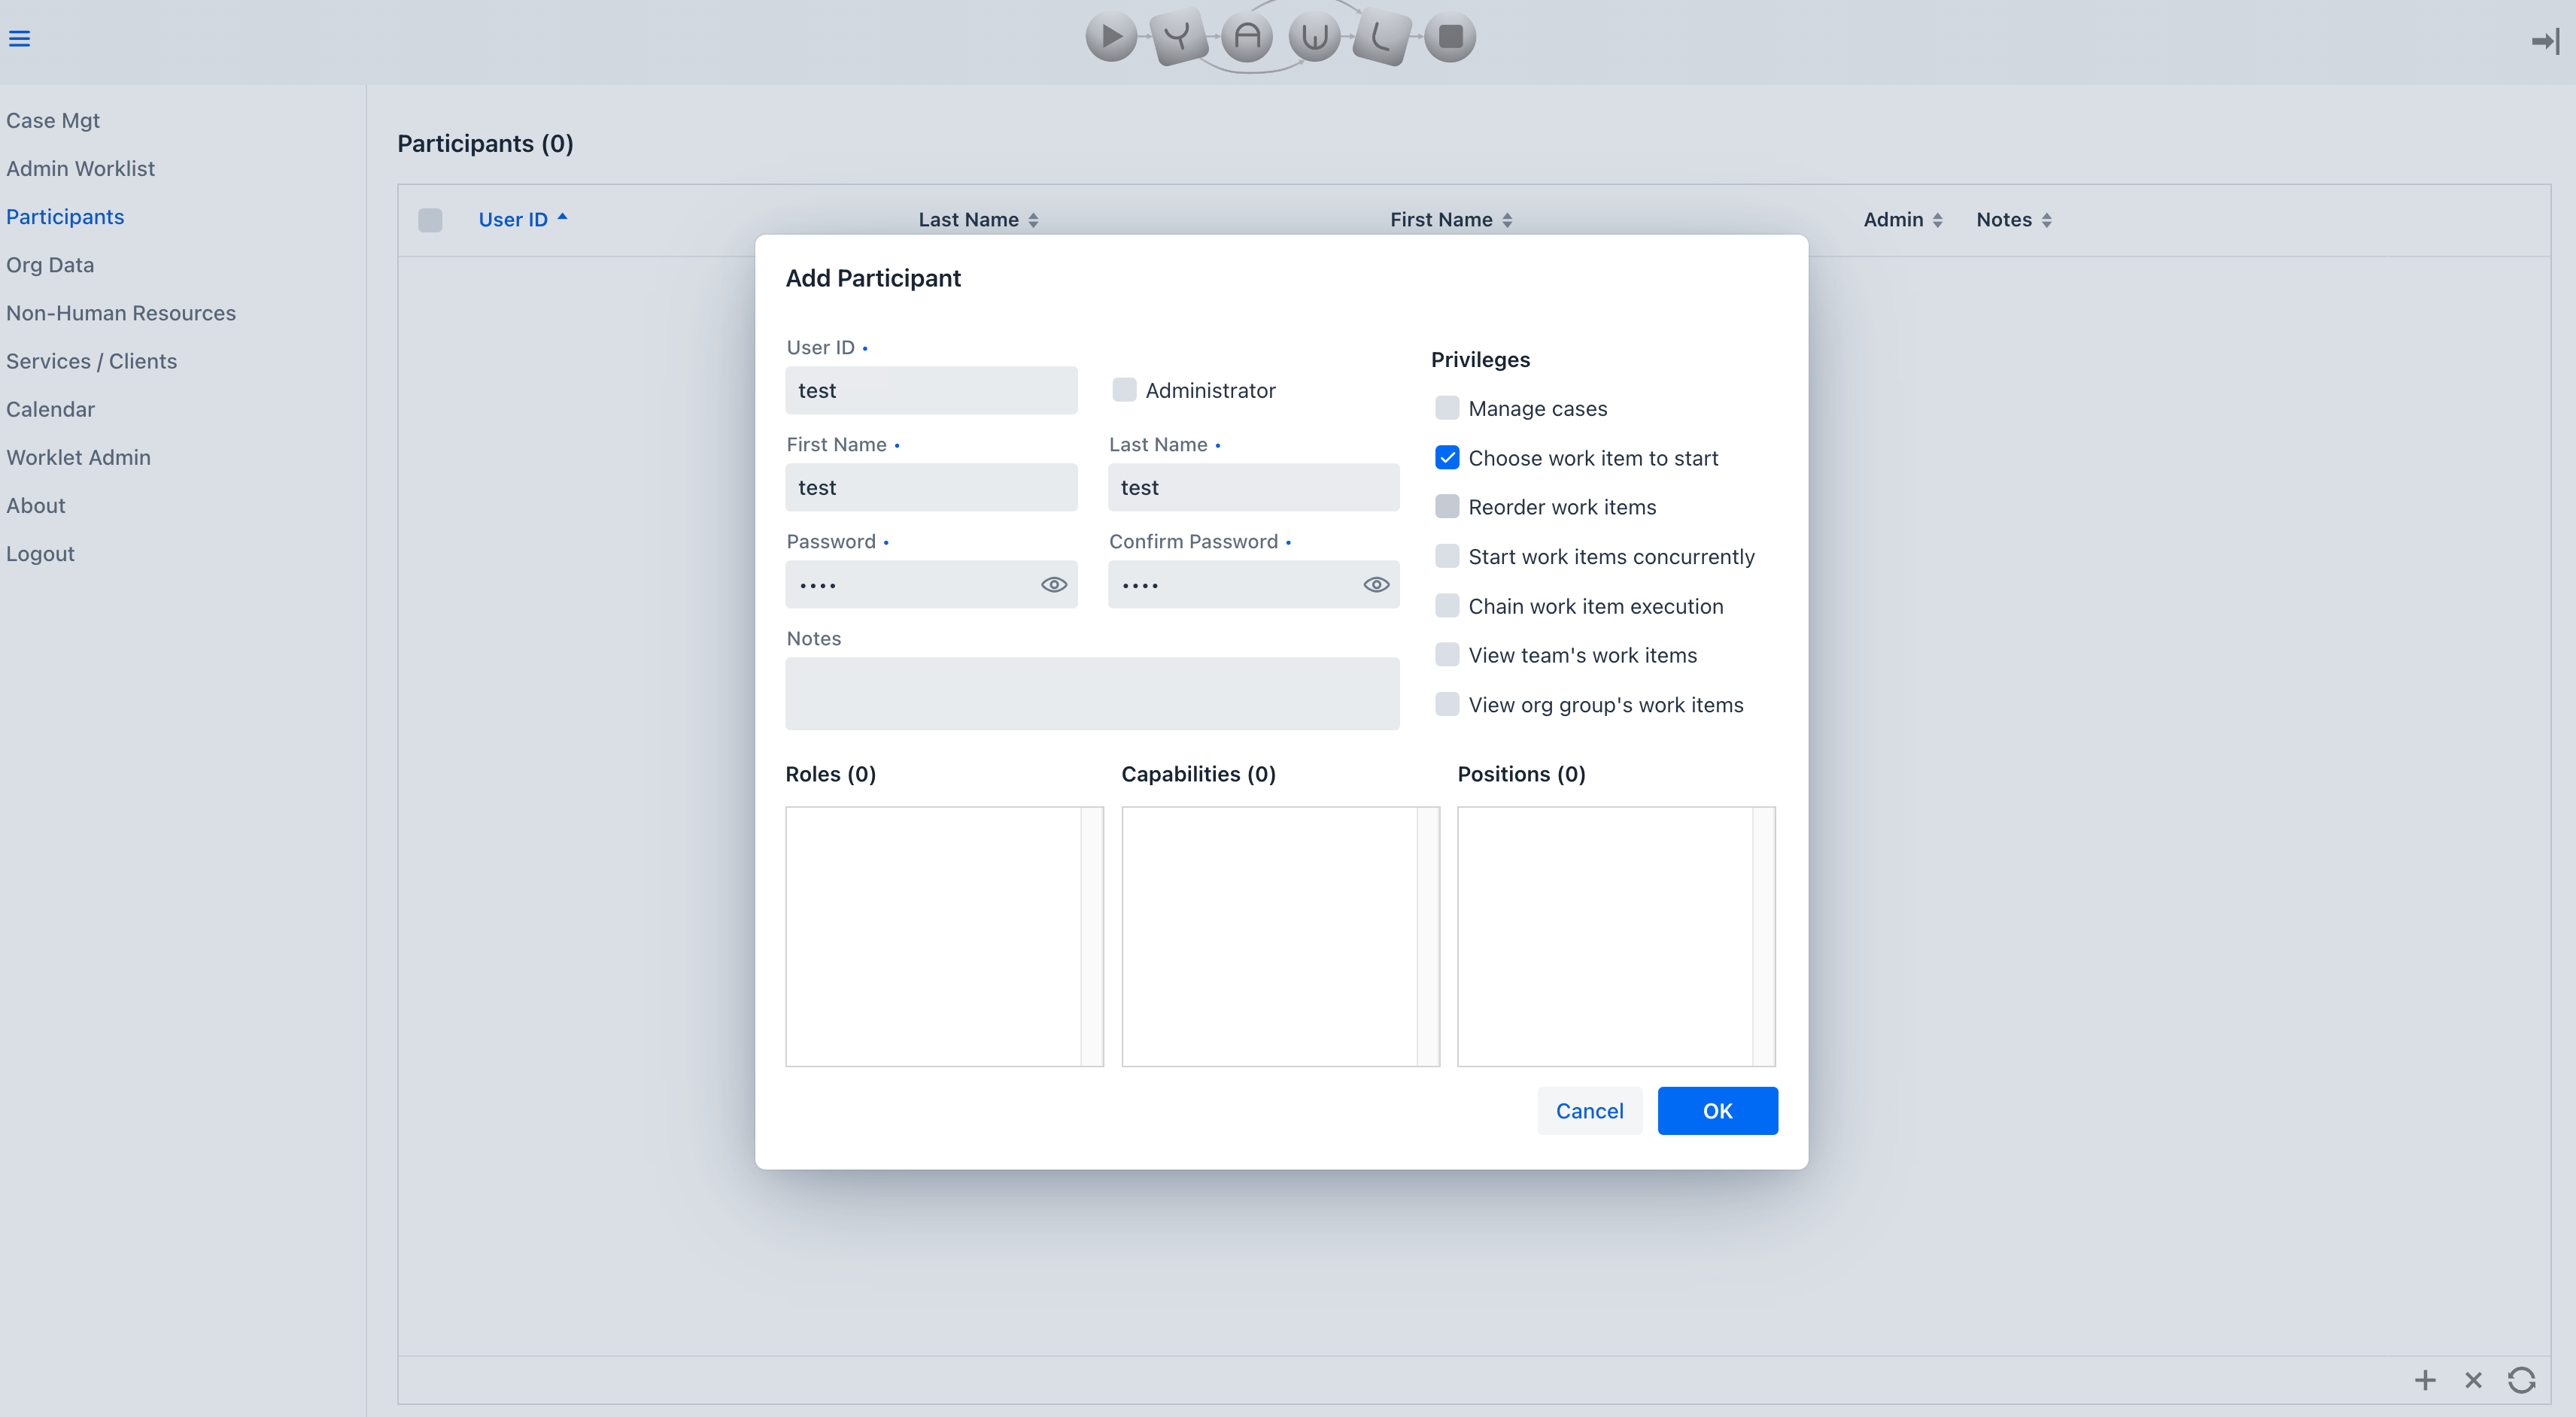 YAWL
Case Mgt
Admin Worklist
Participants
Org Data
Non-Human Resources
Services / Clients
Calendar
Worklet Admin
About
Logout
Participants (0)
User ID Last Name First Name Admin Notes
Add Participant
User ID •
test
Administrator
First Name • Last Name •
test test
Password • Confirm Password •
•••• ••••
Notes
Privileges
Manage cases
Choose work item to start
Reorder work items
Start work items concurrently
Chain work item execution
View team's work items
View org group's work items
Roles (0) Capabilities (0) Positions (0)
Cancel OK